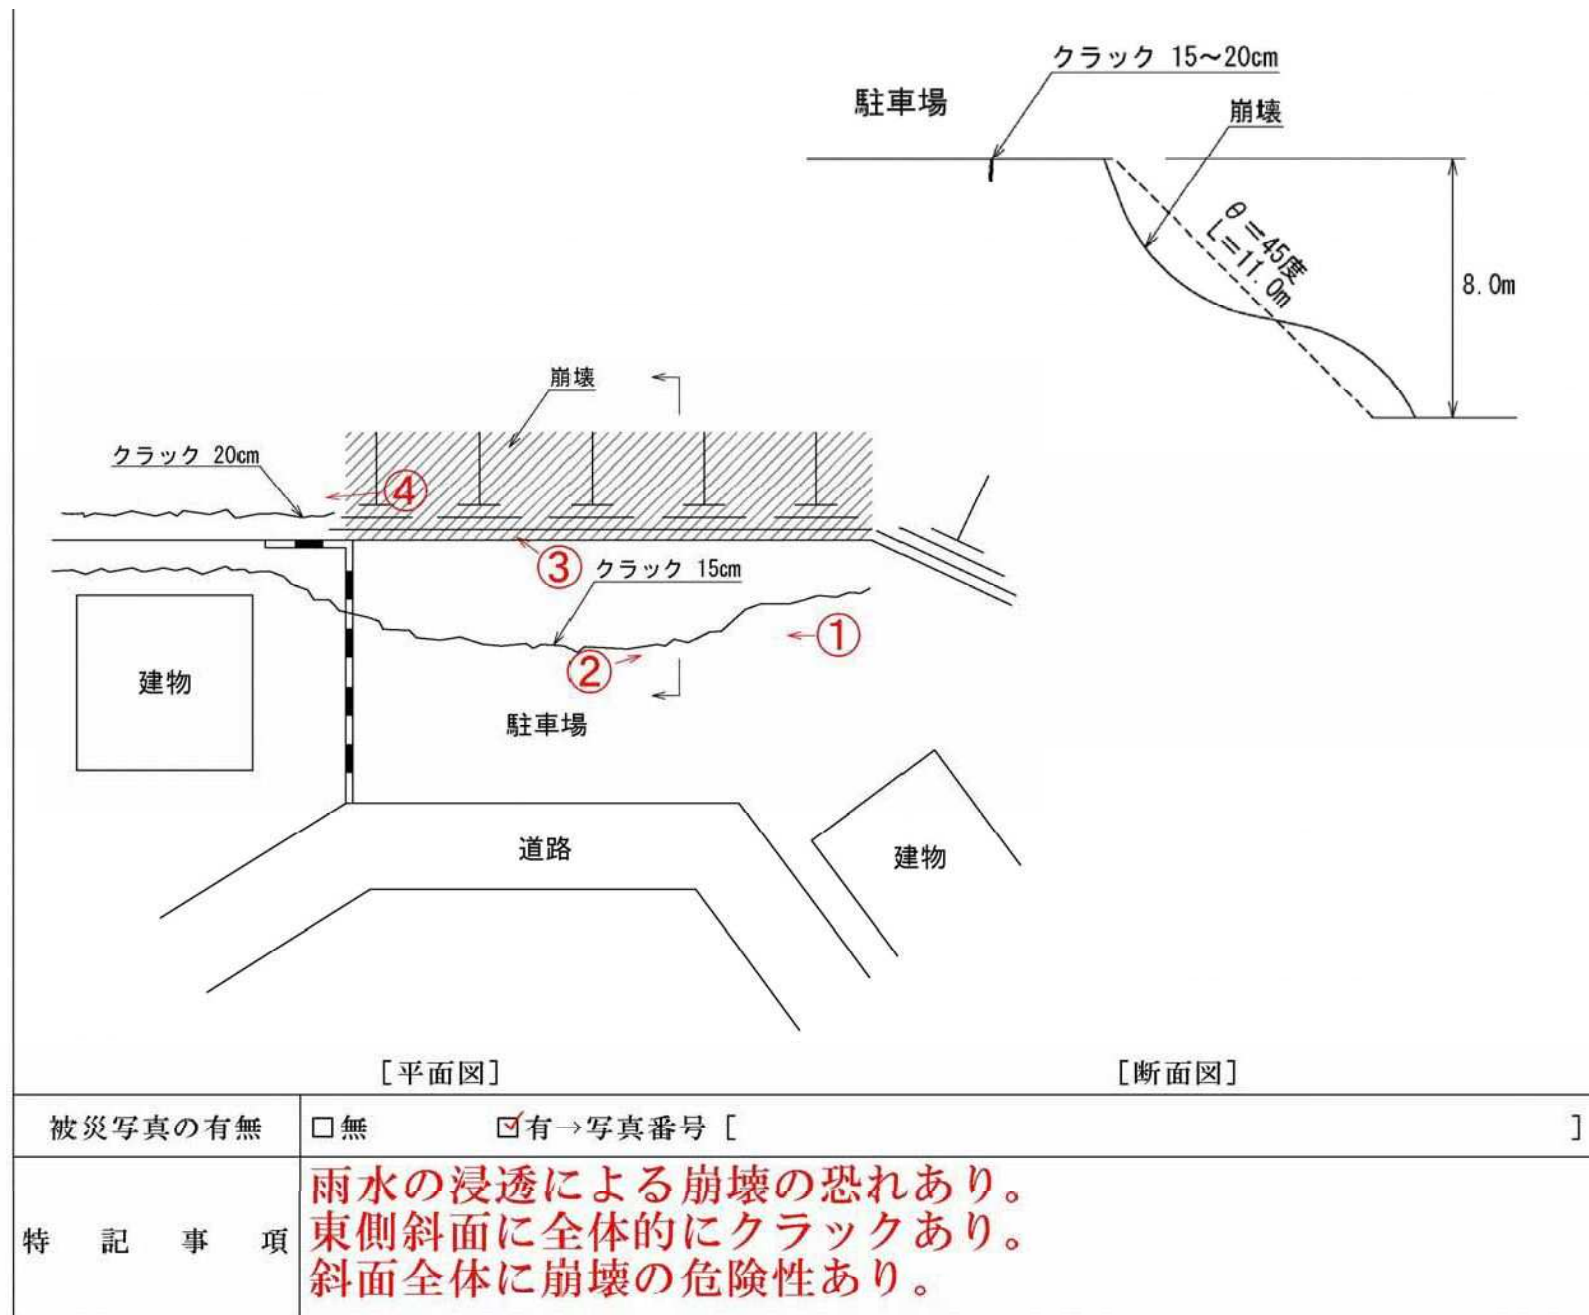 クラック 15～20cm
駐車場
崩壊
θ＝45度
L＝11.0m
8.0m
崩壊
クラック 20cm
④
③
クラック 15cm
①
②
建物
駐車場
道路
建物
[平面図]
[断面図]
被災写真の有無 □無 ☑有→写真番号 [ ]
特記事項
雨水の浸透による崩壊の恐れあり。
東側斜面に全体的にクラックあり。
斜面全体に崩壊の危険性あり。